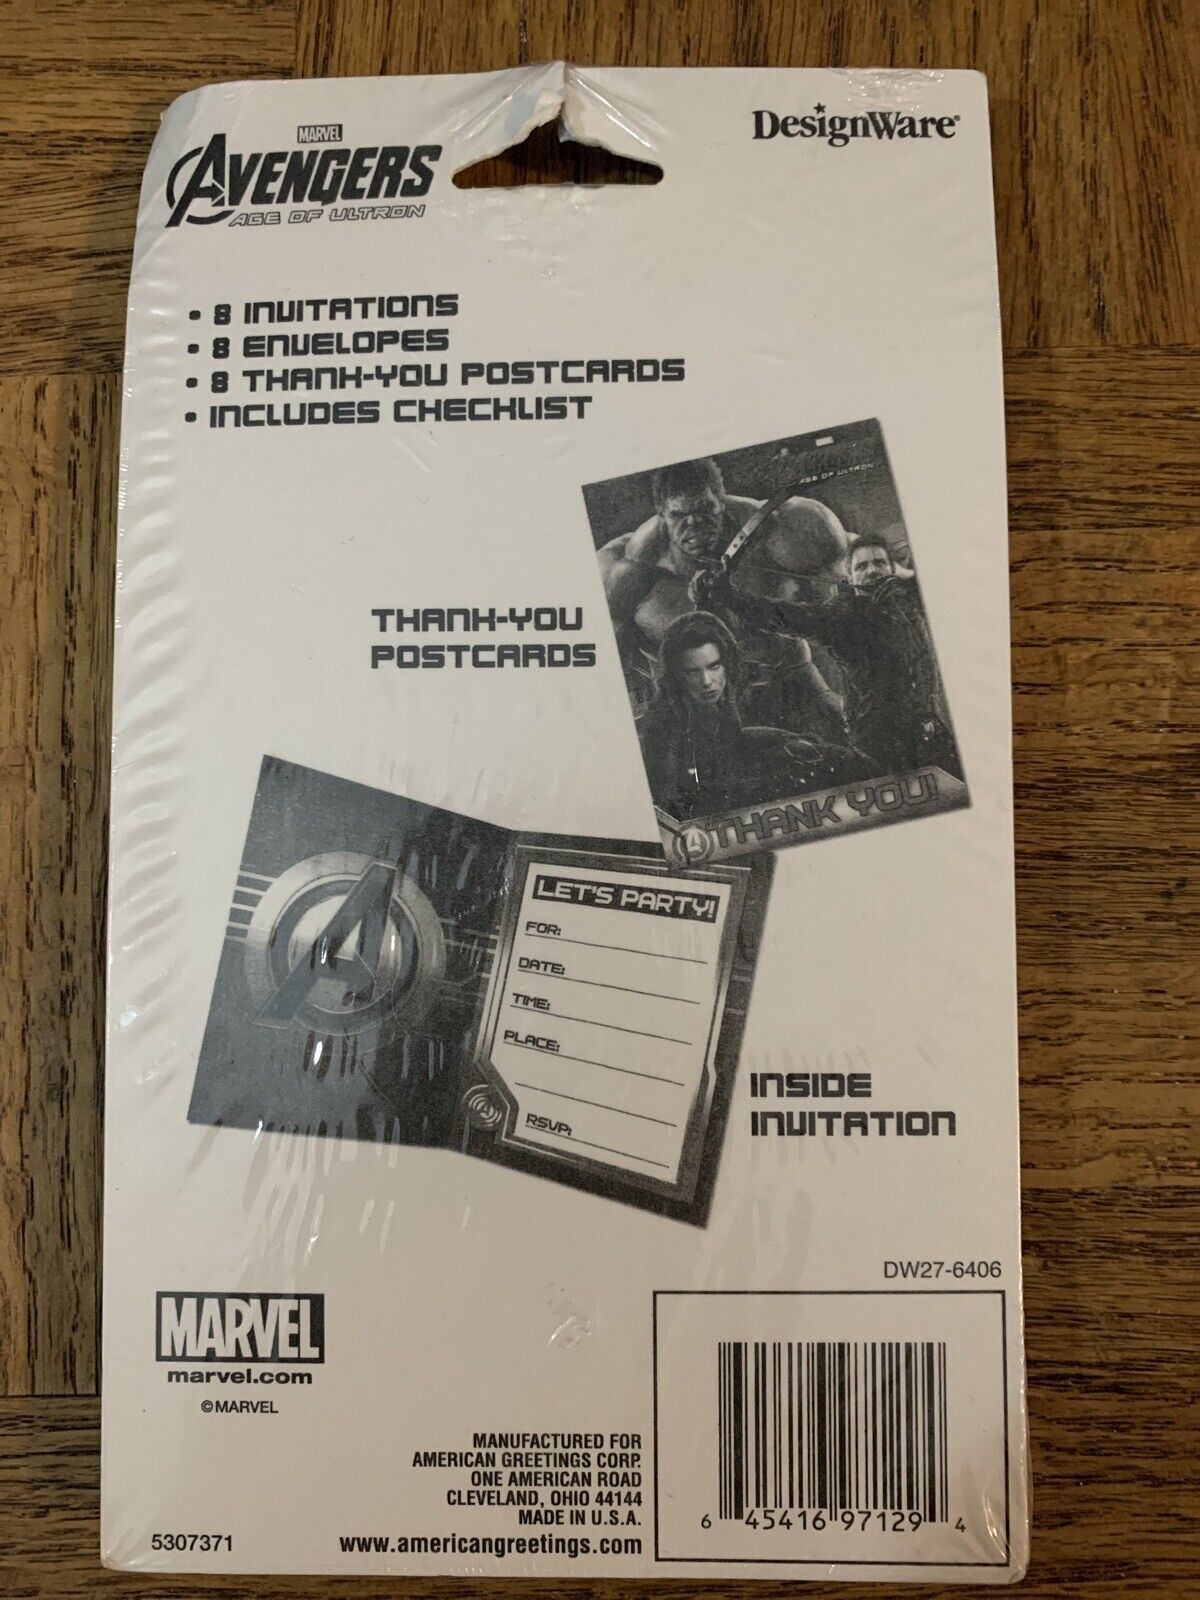 MARVEL
AVENGERS
AGE OF ULTRON
DesignWare®
• 8 INVITATIONS
• 8 ENVELOPES
• 8 THANK-YOU POSTCARDS
• INCLUDES CHECKLIST
AGE OF ULTRON
THANK-YOU
POSTCARDS
THANK YOU!
LET'S PARTY!
FOR:
DATE:
TIME:
PLACE:
RSVP:
INSIDE
INVITATION
DW27-6406
MARVEL
marvel.com
© MARVEL
MANUFACTURED FOR
AMERICAN GREETINGS CORP.
ONE AMERICAN ROAD
CLEVELAND, OHIO 44144
MADE IN U.S.A.
www.americangreetings.com
5307371
6 45416 97129 4